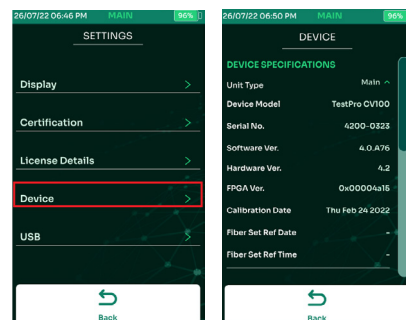 26/07/22 06:46 PM MAIN 96%
SETTINGS
Display >
Certification >
License Details >
Device >
USB >
Back
26/07/22 06:50 PM MAIN 96%
DEVICE
DEVICE SPECIFICATIONS
Unit Type Main
Device Model TestPro CV100
Serial No. 4200-0323
Software Ver. 4.0.A76
Hardware Ver. 4.2
FPGA Ver. 0x00004a15
Calibration Date Thu Feb 24 2022
Fiber Set Ref Date -
Fiber Set Ref Time -
Back